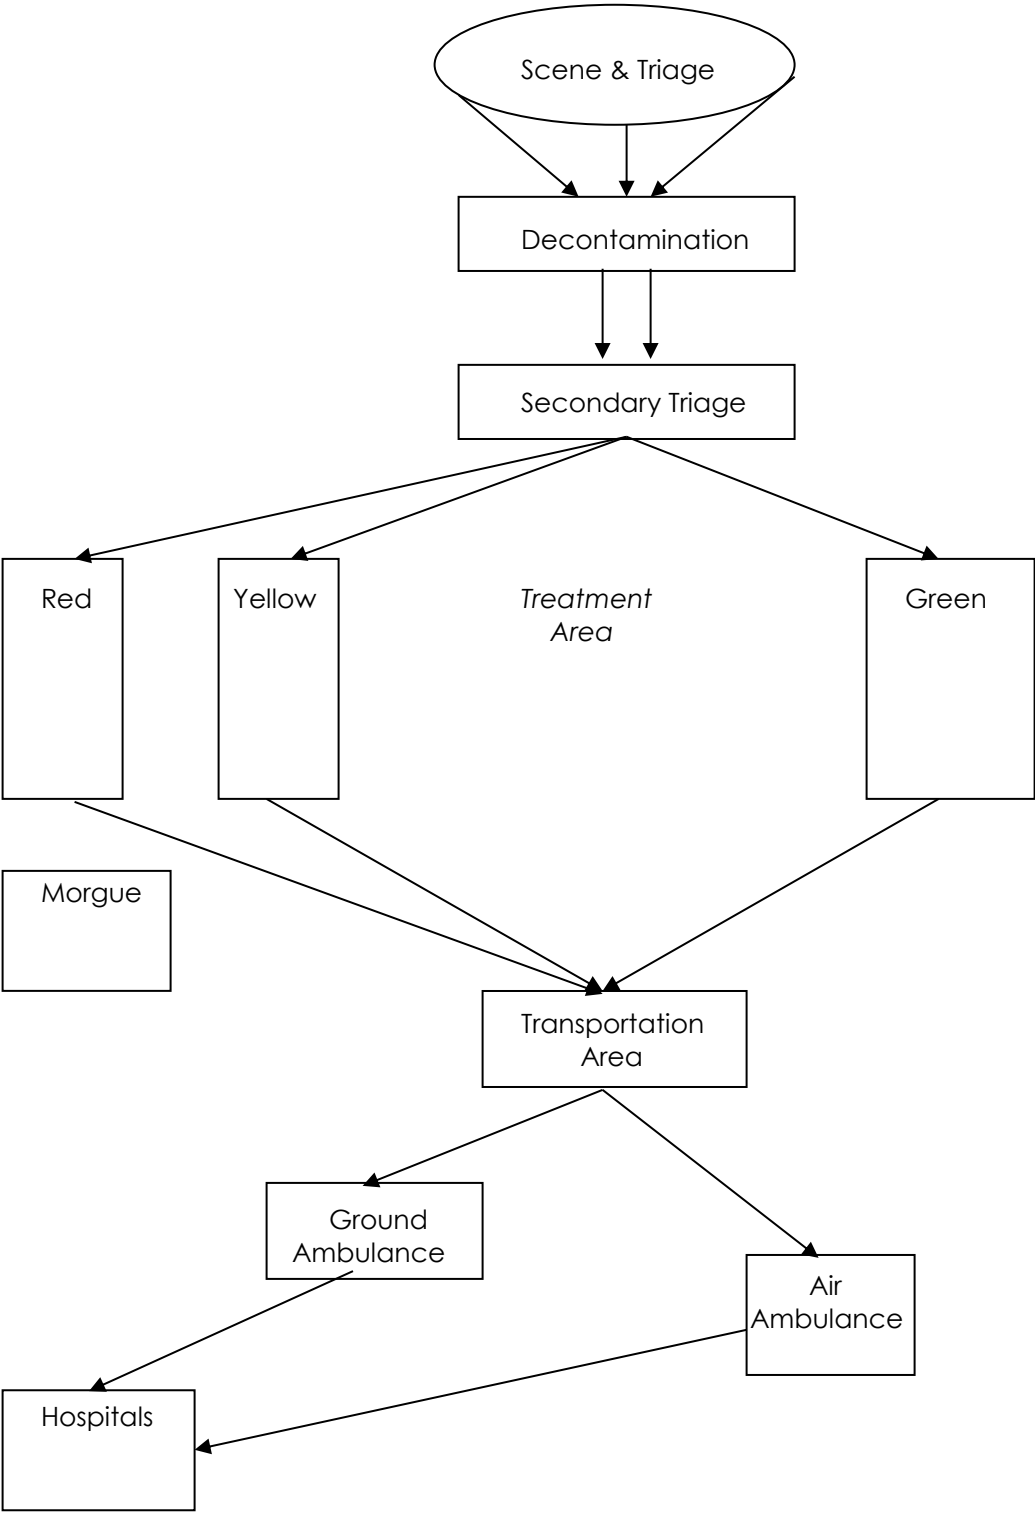 Scene & Triage
Decontamination
Secondary Triage
Red
Yellow
Treatment
Area
Green
Morgue
Transportation
Area
Ground
Ambulance
Air
Ambulance
Hospitals